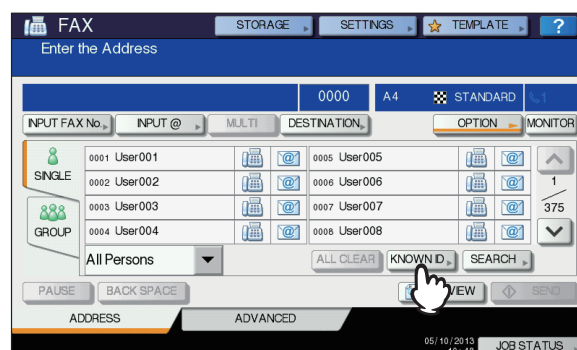 FAX STORAGE SETTINGS TEMPLATE ?
Enter the Address
0000 A4 STANDARD 1
INPUT FAX No. INPUT @ MULTI DESTINATION OPTION MONITOR
SINGLE
GROUP
0001 User001 @ 0005 User005 @
0002 User002 @ 0006 User006 @
0003 User003 @ 0007 User007 @
0004 User004 @ 0008 User008 @
1
375
All Persons ALL CLEAR KNOWN ID SEARCH
PAUSE BACK SPACE VIEW SEND
ADDRESS ADVANCED
05/10/2013
JOB STATUS